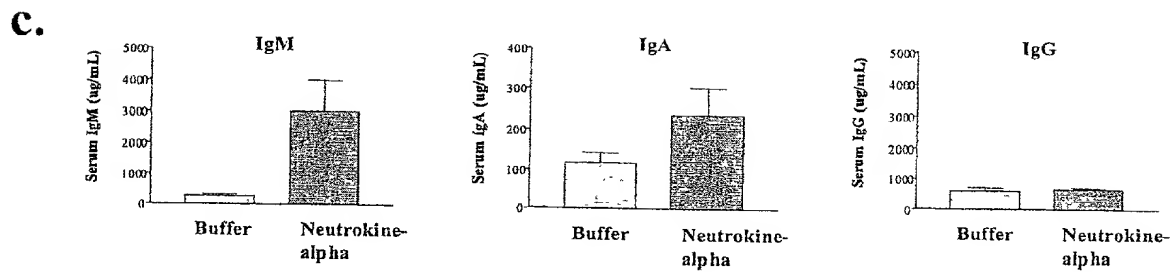 c.
IgM
Serum IgM (ug/mL)
5000
4000
3000
2000
1000
0
Buffer
Neutrokine-
alpha
IgA
Serum IgA (ug/mL)
400
300
200
100
0
Buffer
Neutrokine-
alpha
IgG
Serum IgG (ug/mL)
5000
4000
3000
2000
1000
0
Buffer
Neutrokine-
alpha